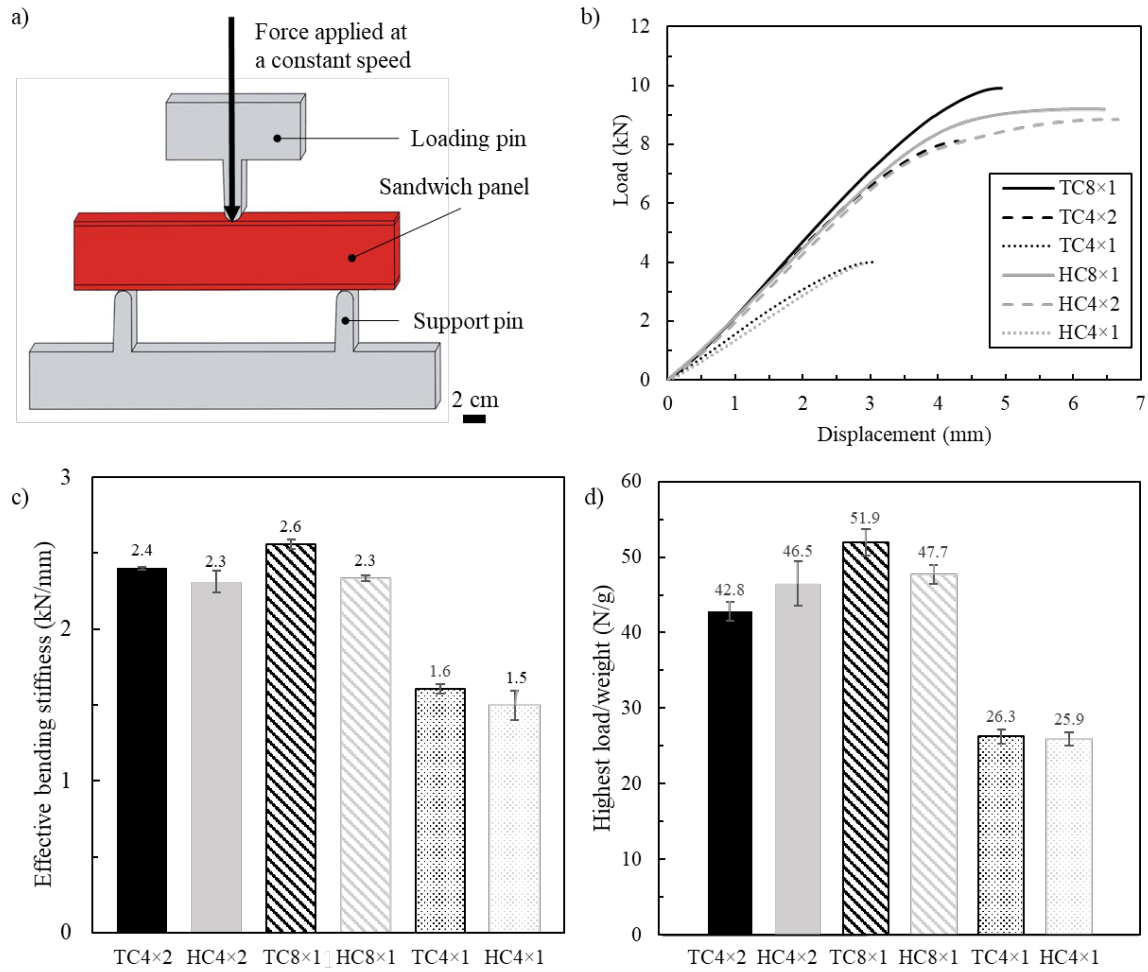 a)
Force applied at
a constant speed
Loading pin
Sandwich panel
Support pin
2 cm
b)
Load (kN)
12
10
8
6
4
2
0
0 1 2 3 4 5 6 7
Displacement (mm)
TC8×1
TC4×2
TC4×1
HC8×1
HC4×2
HC4×1
c)
Effective bending stiffness (kN/mm)
3
2
1
0
2.4
2.3
2.6
2.3
1.6
1.5
TC4×2 HC4×2 TC8×1 HC8×1 TC4×1 HC4×1
d)
Highest load/weight (N/g)
60
50
40
30
20
10
0
42.8
46.5
51.9
47.7
26.3
25.9
TC4×2 HC4×2 TC8×1 HC8×1 TC4×1 HC4×1